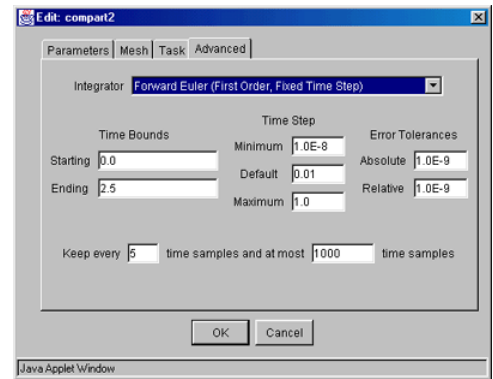 Edit: compart2
Parameters Mesh Task Advanced
Integrator Forward Euler (First Order, Fixed Time Step)
Time Bounds
Starting 0.0
Ending 2.5
Time Step
Minimum 1.0E-8
Default 0.01
Maximum 1.0
Error Tolerances
Absolute 1.0E-9
Relative 1.0E-9
Keep every 5 time samples and at most 1000 time samples
OK Cancel
Java Applet Window